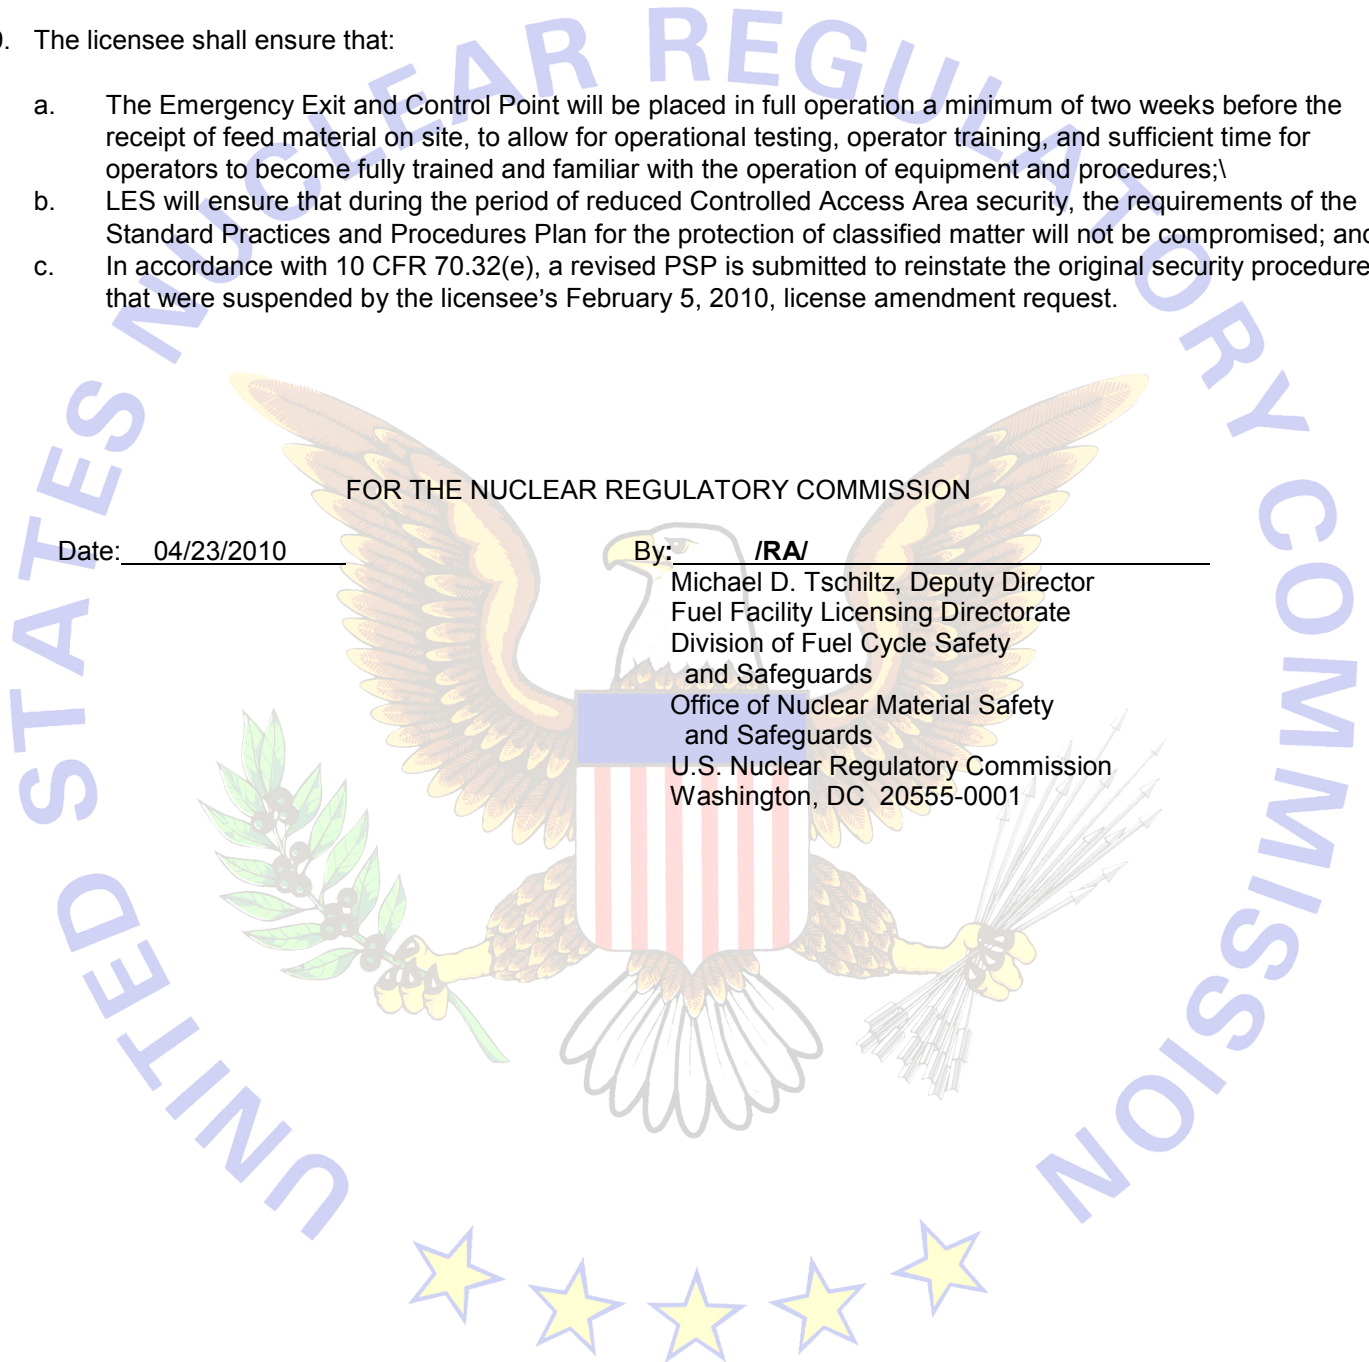 . The licensee shall ensure that:
a. The Emergency Exit and Control Point will be placed in full operation a minimum of two weeks before the
receipt of feed material on site, to allow for operational testing, operator training, and sufficient time for
operators to become fully trained and familiar with the operation of equipment and procedures;\
b. LES will ensure that during the period of reduced Controlled Access Area security, the requirements of the
Standard Practices and Procedures Plan for the protection of classified matter will not be compromised; and
c. In accordance with 10 CFR 70.32(e), a revised PSP is submitted to reinstate the original security procedure
that were suspended by the licensee's February 5, 2010, license amendment request.
FOR THE NUCLEAR REGULATORY COMMISSION
Date: 04/23/2010 By: /RA/
Michael D. Tschiltz, Deputy Director
Fuel Facility Licensing Directorate
Division of Fuel Cycle Safety
and Safeguards
Office of Nuclear Material Safety
and Safeguards
U.S. Nuclear Regulatory Commission
Washington, DC 20555-0001
UNITED STATES NUCLEAR REGULATORY COMMISSION